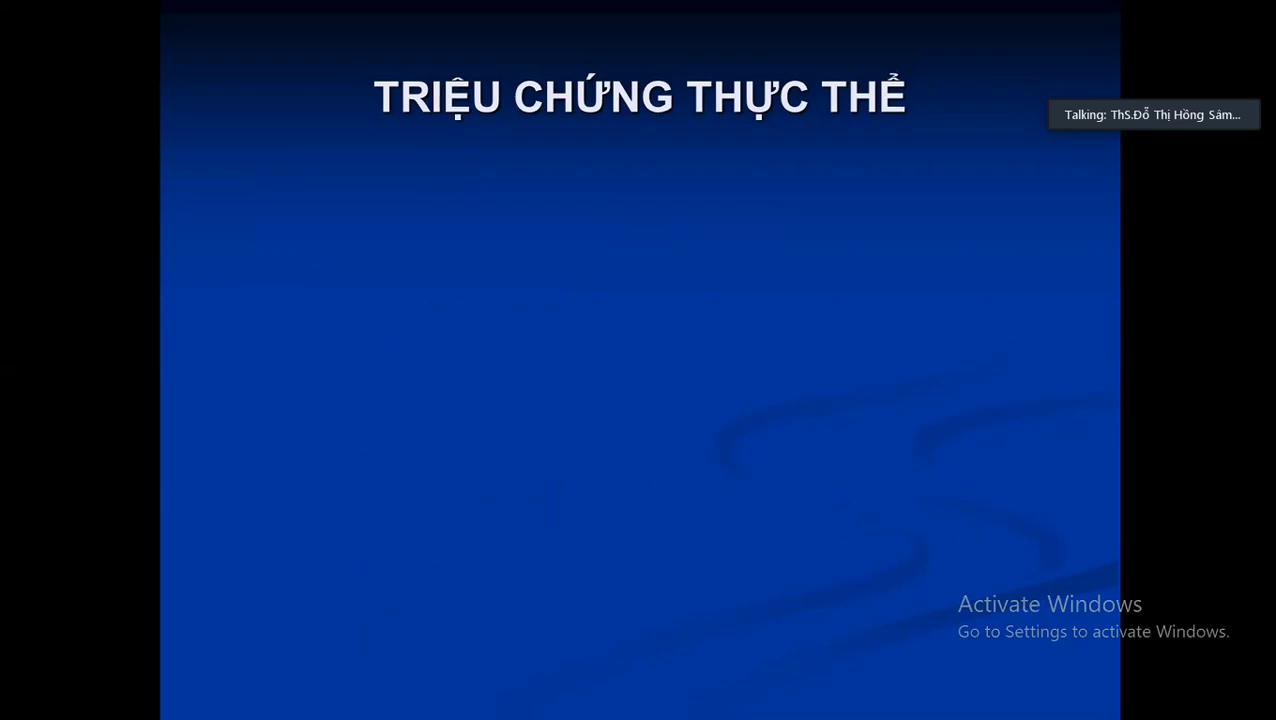 TRIỆU CHỨNG THỰC THỂ
Talking: ThS.Đỗ Thị Hồng Sâm...
Activate Windows
Go to Settings to activate Windows.